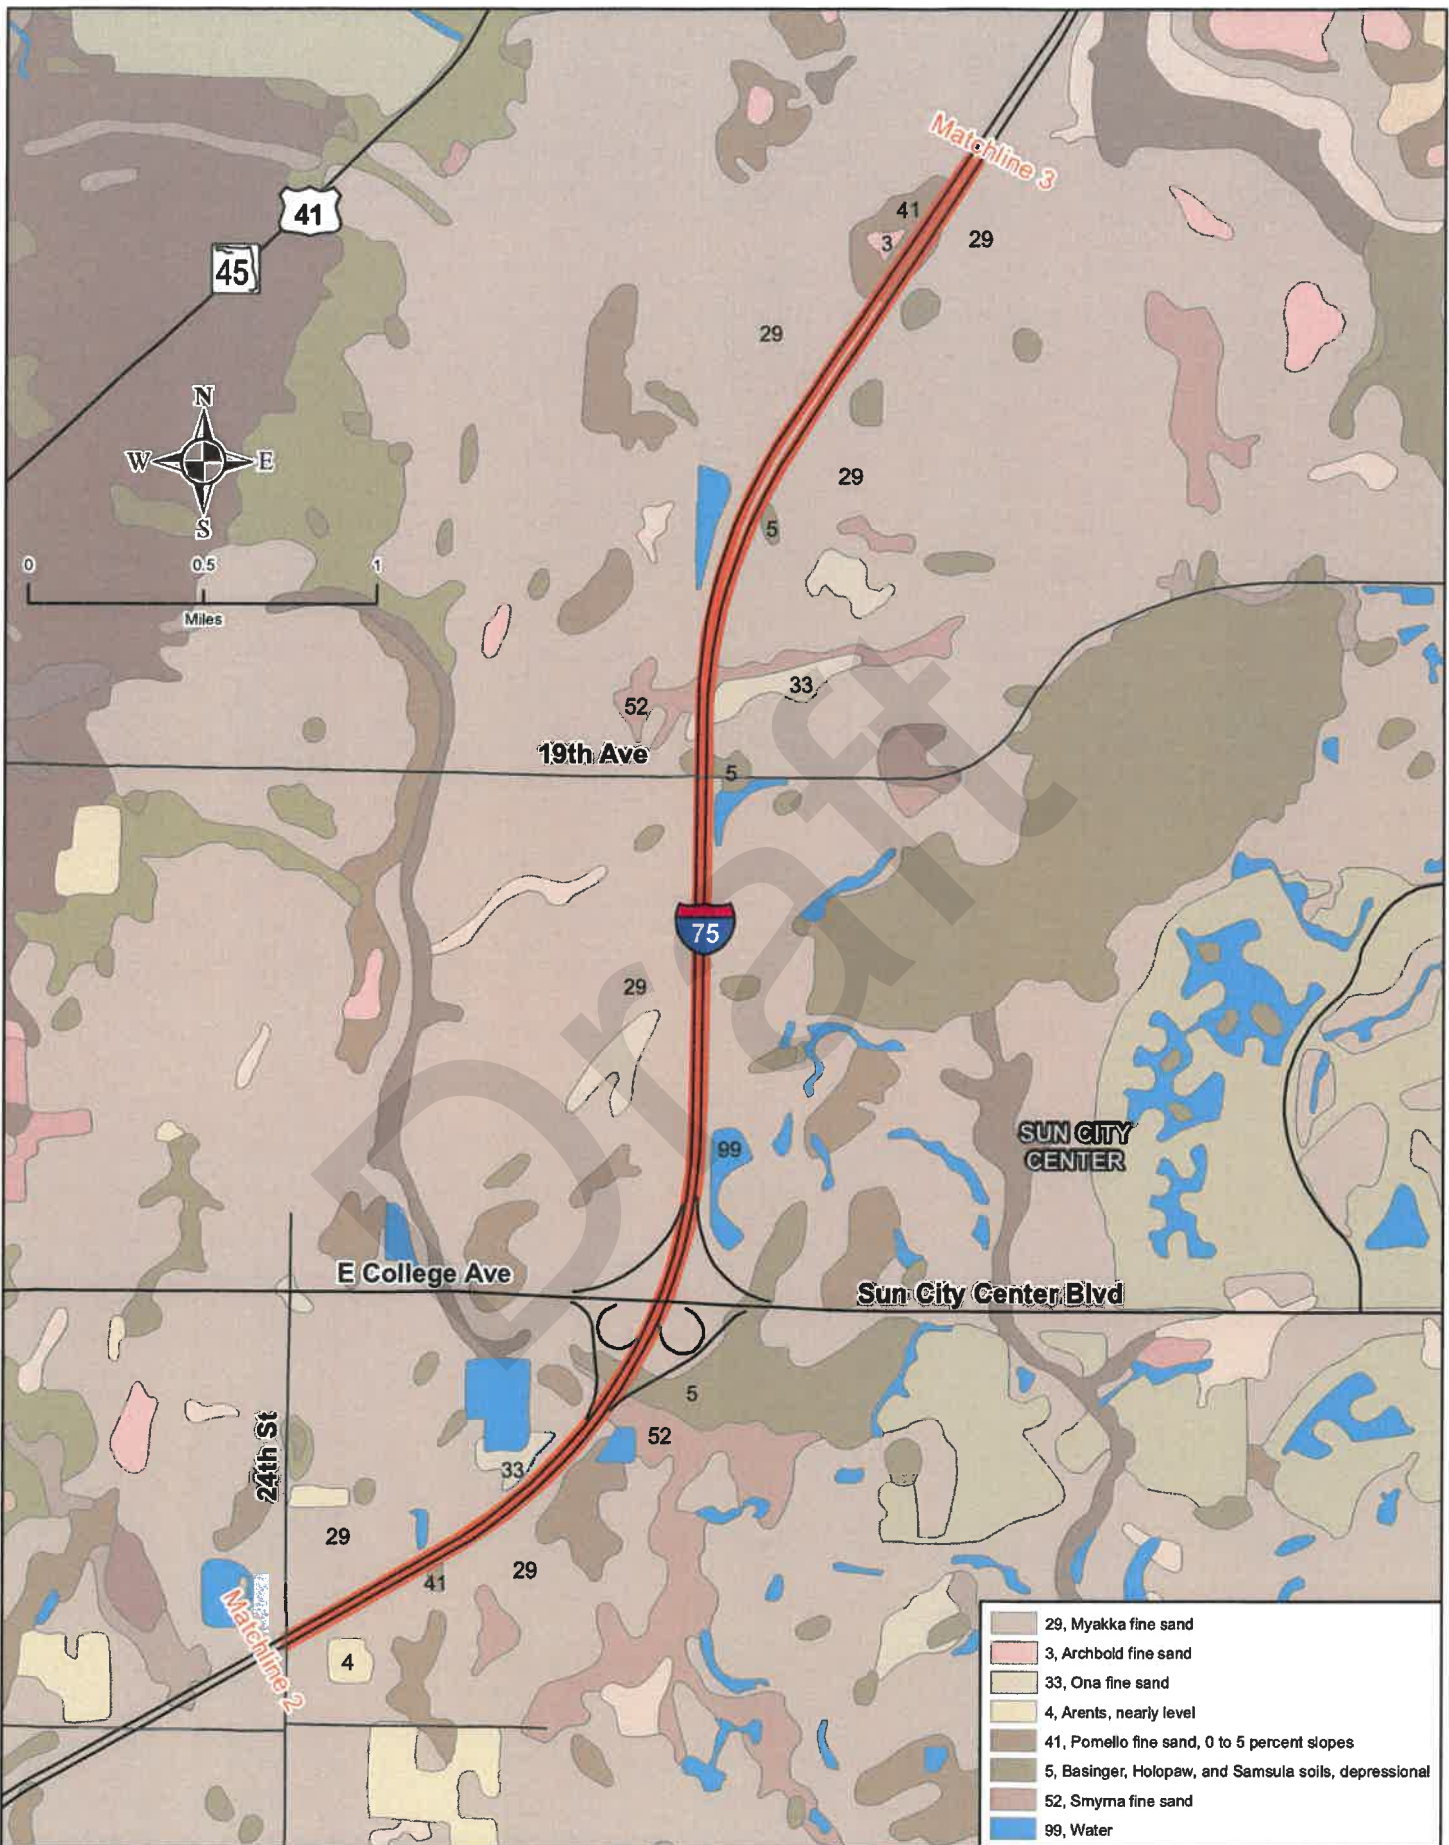 Matchline 3
41
41
3
29
45
29
N
W E
S
29
5
0 0.5 1
Miles
33
52
19th Ave
5
75
29
SUN CITY
CENTER
99
E College Ave
Sun City Center Blvd
5
52
24th St
33
29
29
41
Matchline 2
4
Draft
29, Myakka fine sand
3, Archbold fine sand
33, Ona fine sand
4, Arents, nearly level
41, Pomello fine sand, 0 to 5 percent slopes
5, Basinger, Holopaw, and Samsula soils, depressional
52, Smyrna fine sand
99, Water